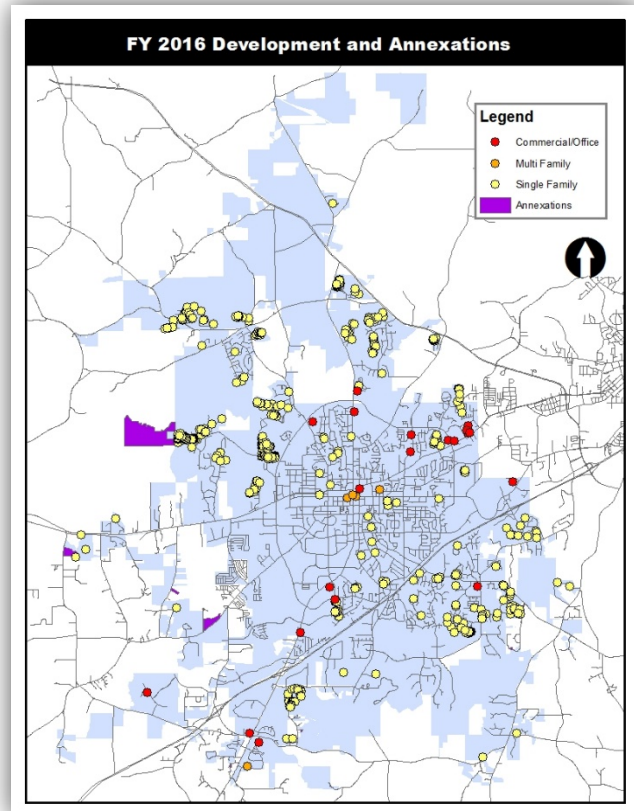 FY 2016 Development and Annexations
Legend
Commercial/Office
Multi Family
Single Family
Annexations